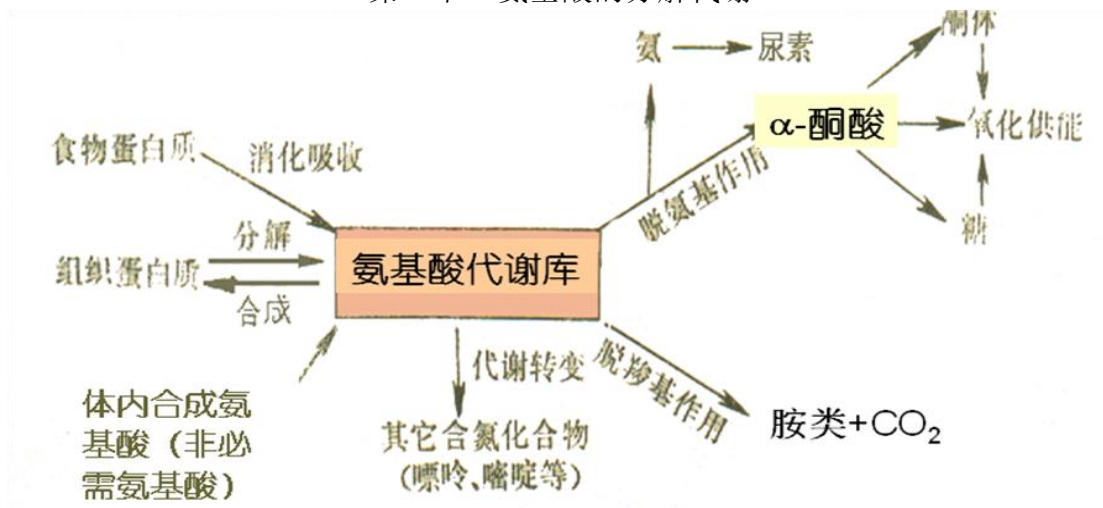 氨 尿素 酮体
α-酮酸
食物蛋白质 消化吸收 氧化供能
脱氨基作用
分解 糖
组织蛋白质 氨基酸代谢库
合成
代谢转变 脱羧基作用
体内合成氨
基酸（非必
需氨基酸）
其它含氮化合物
(嘌呤、嘧啶等)
胺类+CO₂